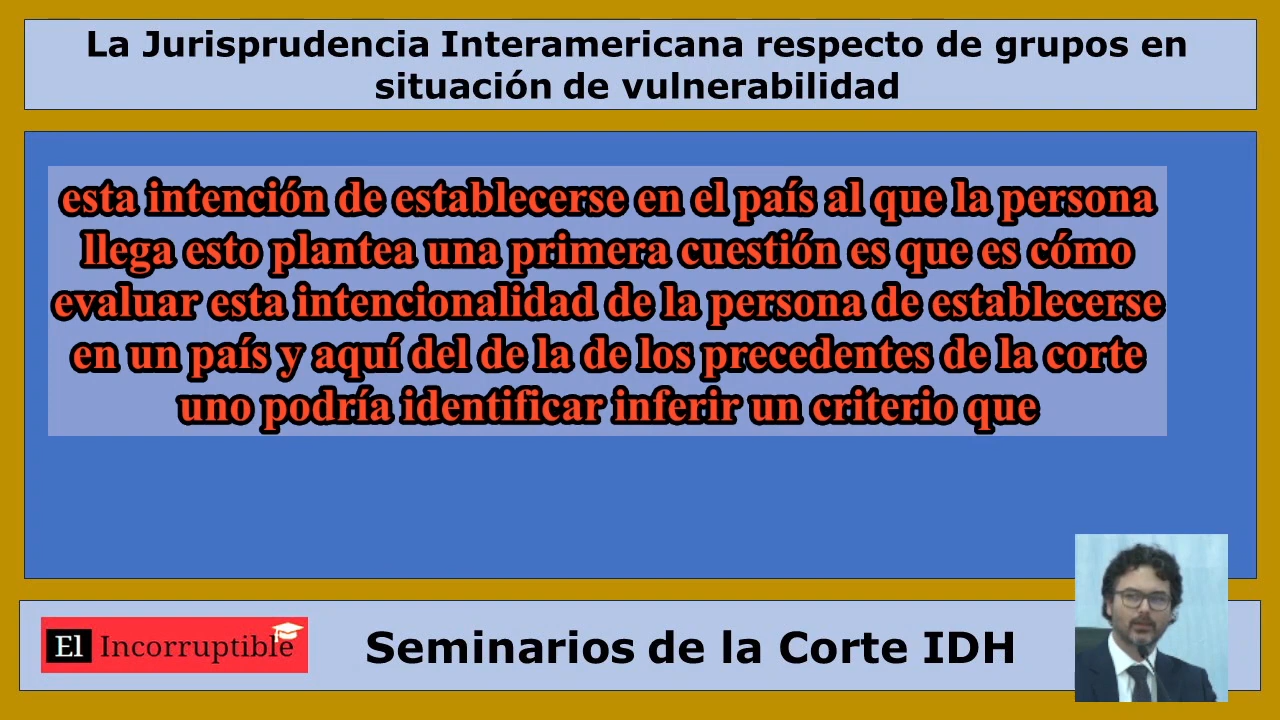 La Jurisprudencia Interamericana respecto de grupos en
situación de vulnerabilidad
esta intención de establecerse en el país al que la persona
llega esto plantea una primera cuestión es que es cómo
evaluar esta intencionalidad de la persona de establecerse
en un país y aquí del de la de los precedentes de la corte
uno podría identificar inferir un criterio que
El Incorruptible
Seminarios de la Corte IDH